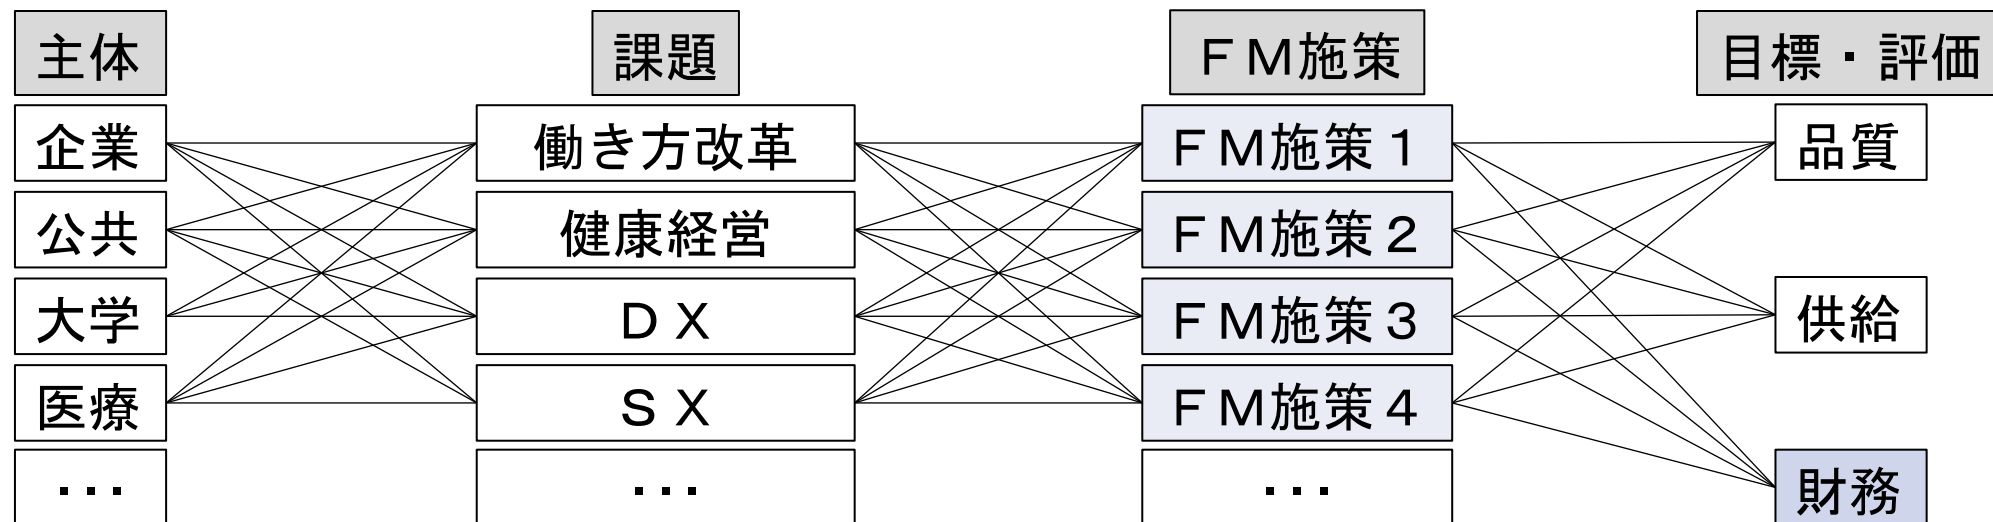 主体
課題
ＦＭ施策
目標・評価
企業
働き方改革
ＦＭ施策１
品質
公共
健康経営
ＦＭ施策２
大学
ＤＸ
ＦＭ施策３
供給
医療
ＳＸ
ＦＭ施策４
･･･
･･･
･･･
財務